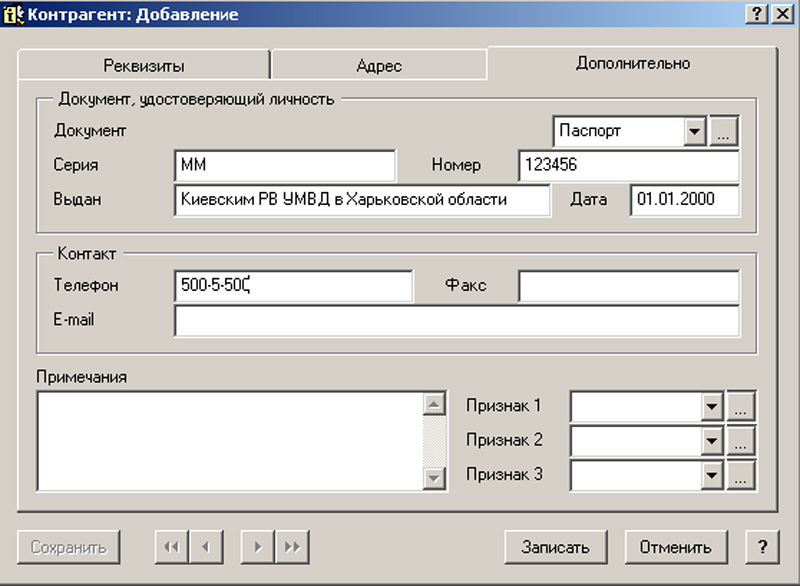 Контрагент: Добавление
Реквизиты Адрес Дополнительно
Документ, удостоверяющий личность
Документ Паспорт ...
Серия ММ Номер 123456
Выдан Киевским РВ УМВД в Харьковской области Дата 01.01.2000
Контакт
Телефон 500-5-500 Факс
E-mail
Примечания
Признак 1 ...
Признак 2 ...
Признак 3 ...
Сохранить Записать Отменить ?